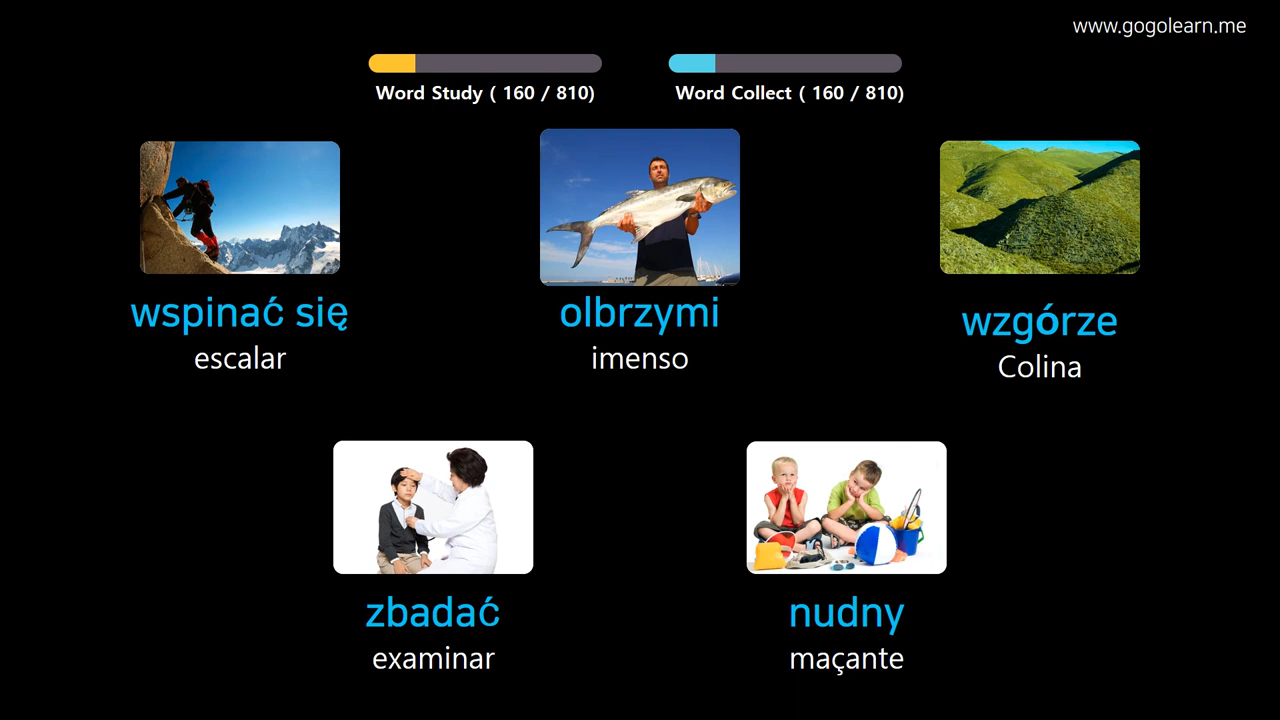 www.gogolearn.me
Word Study ( 160 / 810)
Word Collect ( 160 / 810)
wspinać się
escalar
olbrzymi
imenso
wzgórze
Colina
zbadać
examinar
nudny
maçante